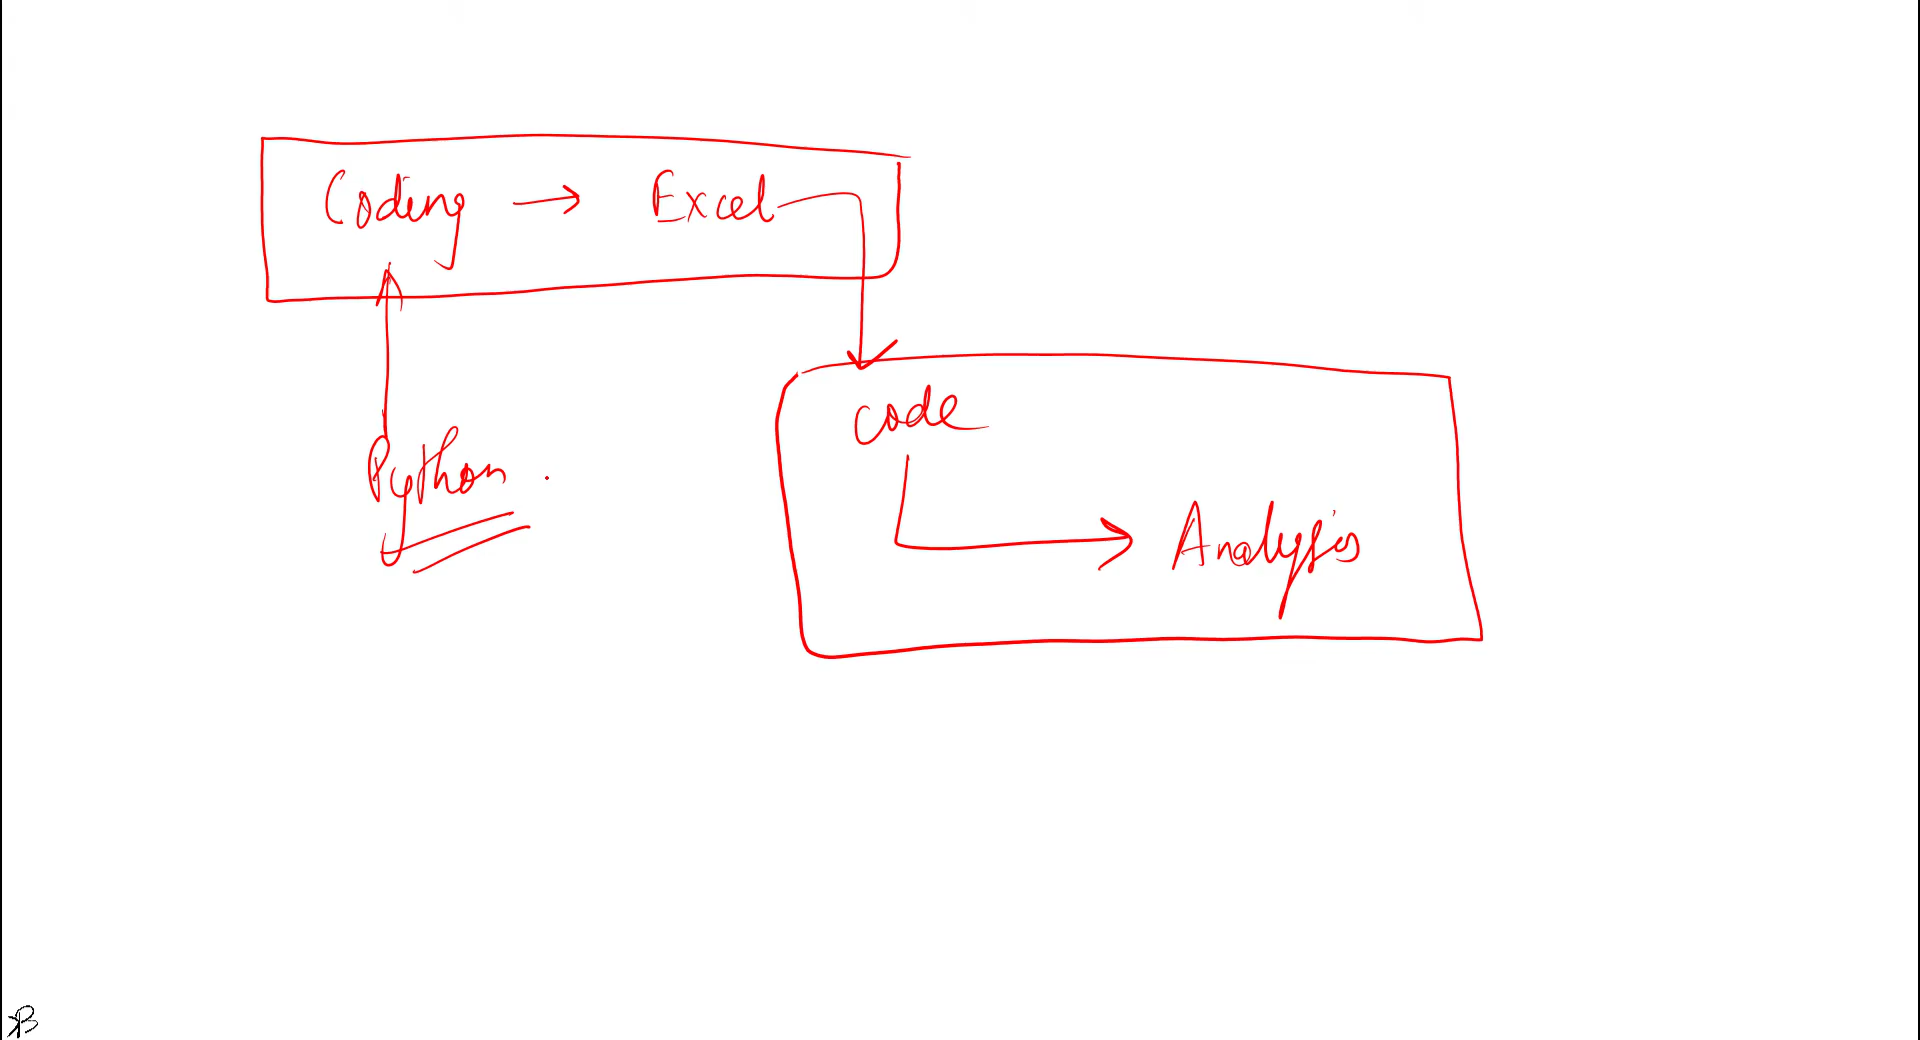 Coding → Excel
code
Python .
Analysis